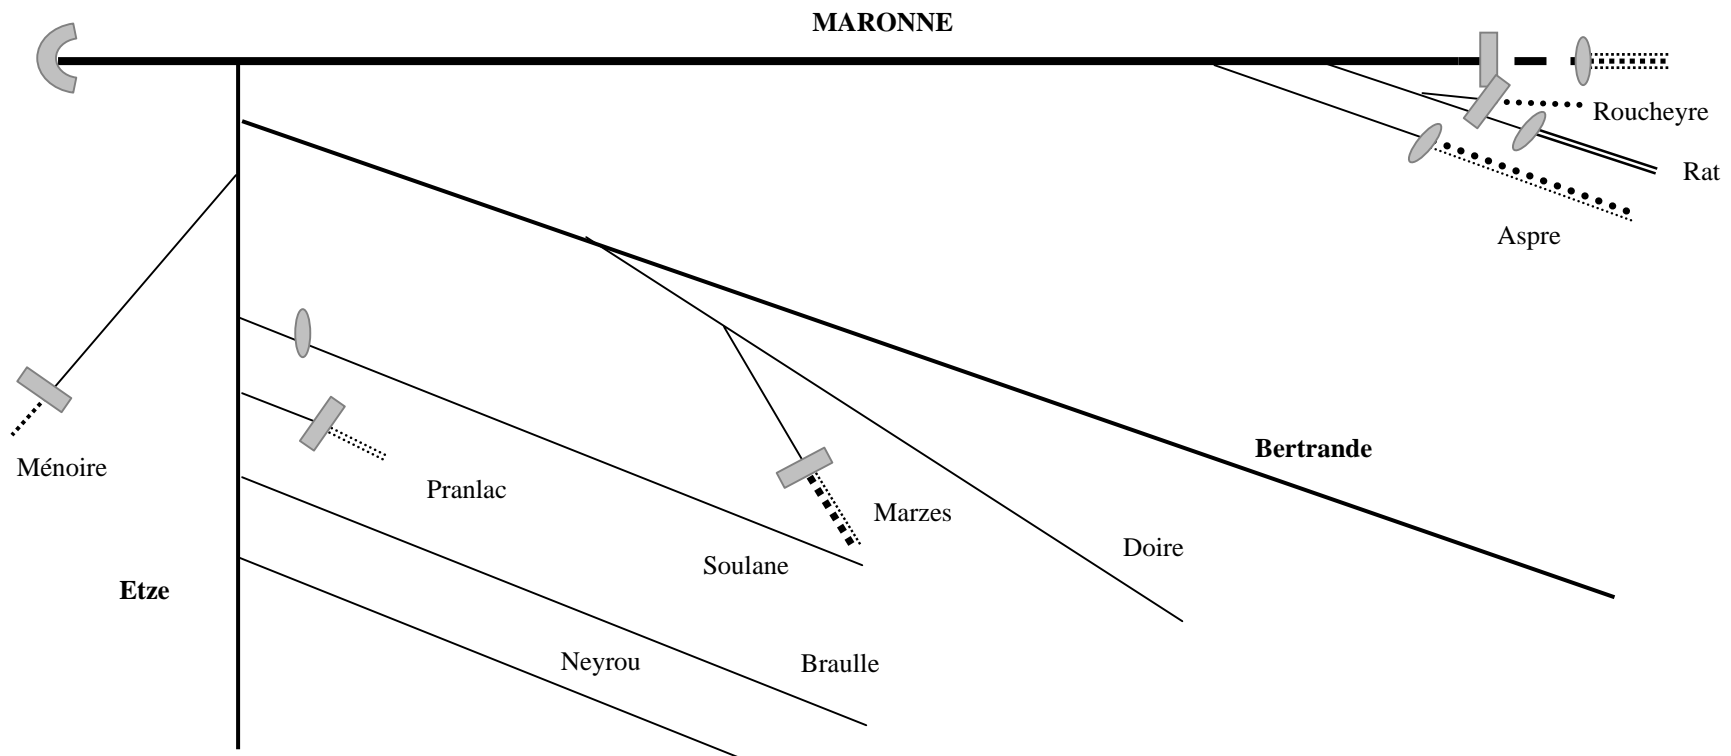 MARONNE
Roucheyre
Rat
Aspre
Bertrande
Ménoire
Pranlac
Marzes
Doire
Soulane
Etze
Neyrou
Braulle